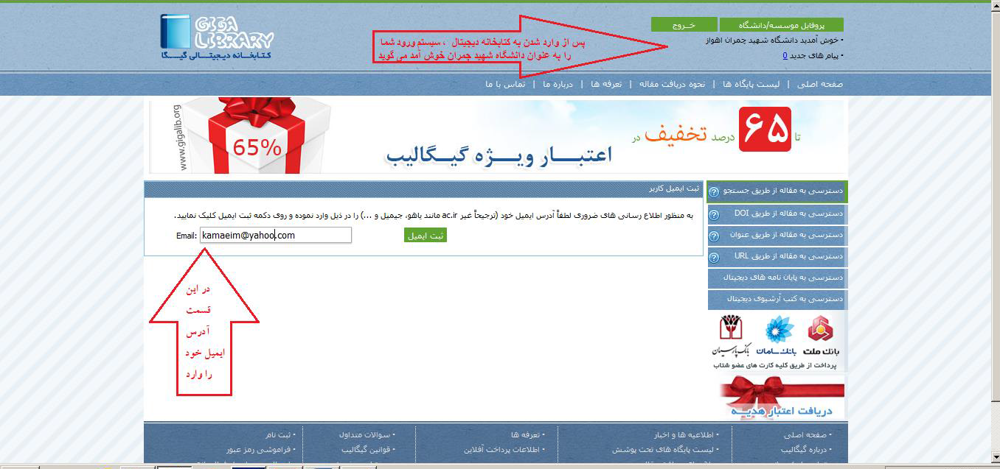 GIGA
LIBRARY
کتابخانه دیجیتالی گیگا
پروفایل موسسه/دانشگاه
خـروج
• خوش آمدید دانشگاه شهید چمران اهواز
• پیام های جدید 0
پس از وارد شدن به کتابخانه دیجیتال ، سیستم ورود شما
را به عنوان دانشگاه شهید چمران خوش آمد می گوید
صفحه اصلی | لیست پایگاه ها | نحوه دریافت مقاله | تعرفه ها | درباره ما | تماس با ما
www.gigalib.org
65%
تا ۶۵ درصد تخفیف در
اعتبـــار ویــژه گیــگالیب
ثبت ایمیل کاربر
به منظور اطلاع رسانی های ضروری لطفاً آدرس ایمیل خود (ترجیحاً غیر ac.ir مانند یاهو، جیمیل و ...) را در ذیل وارد نموده و روی دکمه ثبت ایمیل کلیک نمایید.
Email: kamaeim@yahoo.com
ثبت ایمیل
در این
قسمت
آدرس
ایمیل خود
را وارد
دسترسی به مقاله از طریق جستجو ?
دسترسی به مقاله از طریق DOI ?
دسترسی به مقاله از طریق عنوان ?
دسترسی به مقاله از طریق URL ?
دسترسی به پایان نامه های دیجیتال
دسترسی به کتب آرشیوی دیجیتال
بانک ملت
بانک سامان
بانک پارسیان
پرداخت از طریق کلیه کارت های عضو شتاب
دریافت اعتبار هدیــه
• صفحه اصلی
• درباره گیگالیب
• اطلاعیه ها و اخبار
• لیست پایگاه های تحت پوشش
• تعرفه ها
• اطلاعات پرداخت آفلاین
• سوالات متداول
• قوانین گیگالیب
• ثبت نام
• فراموشی رمز عبور